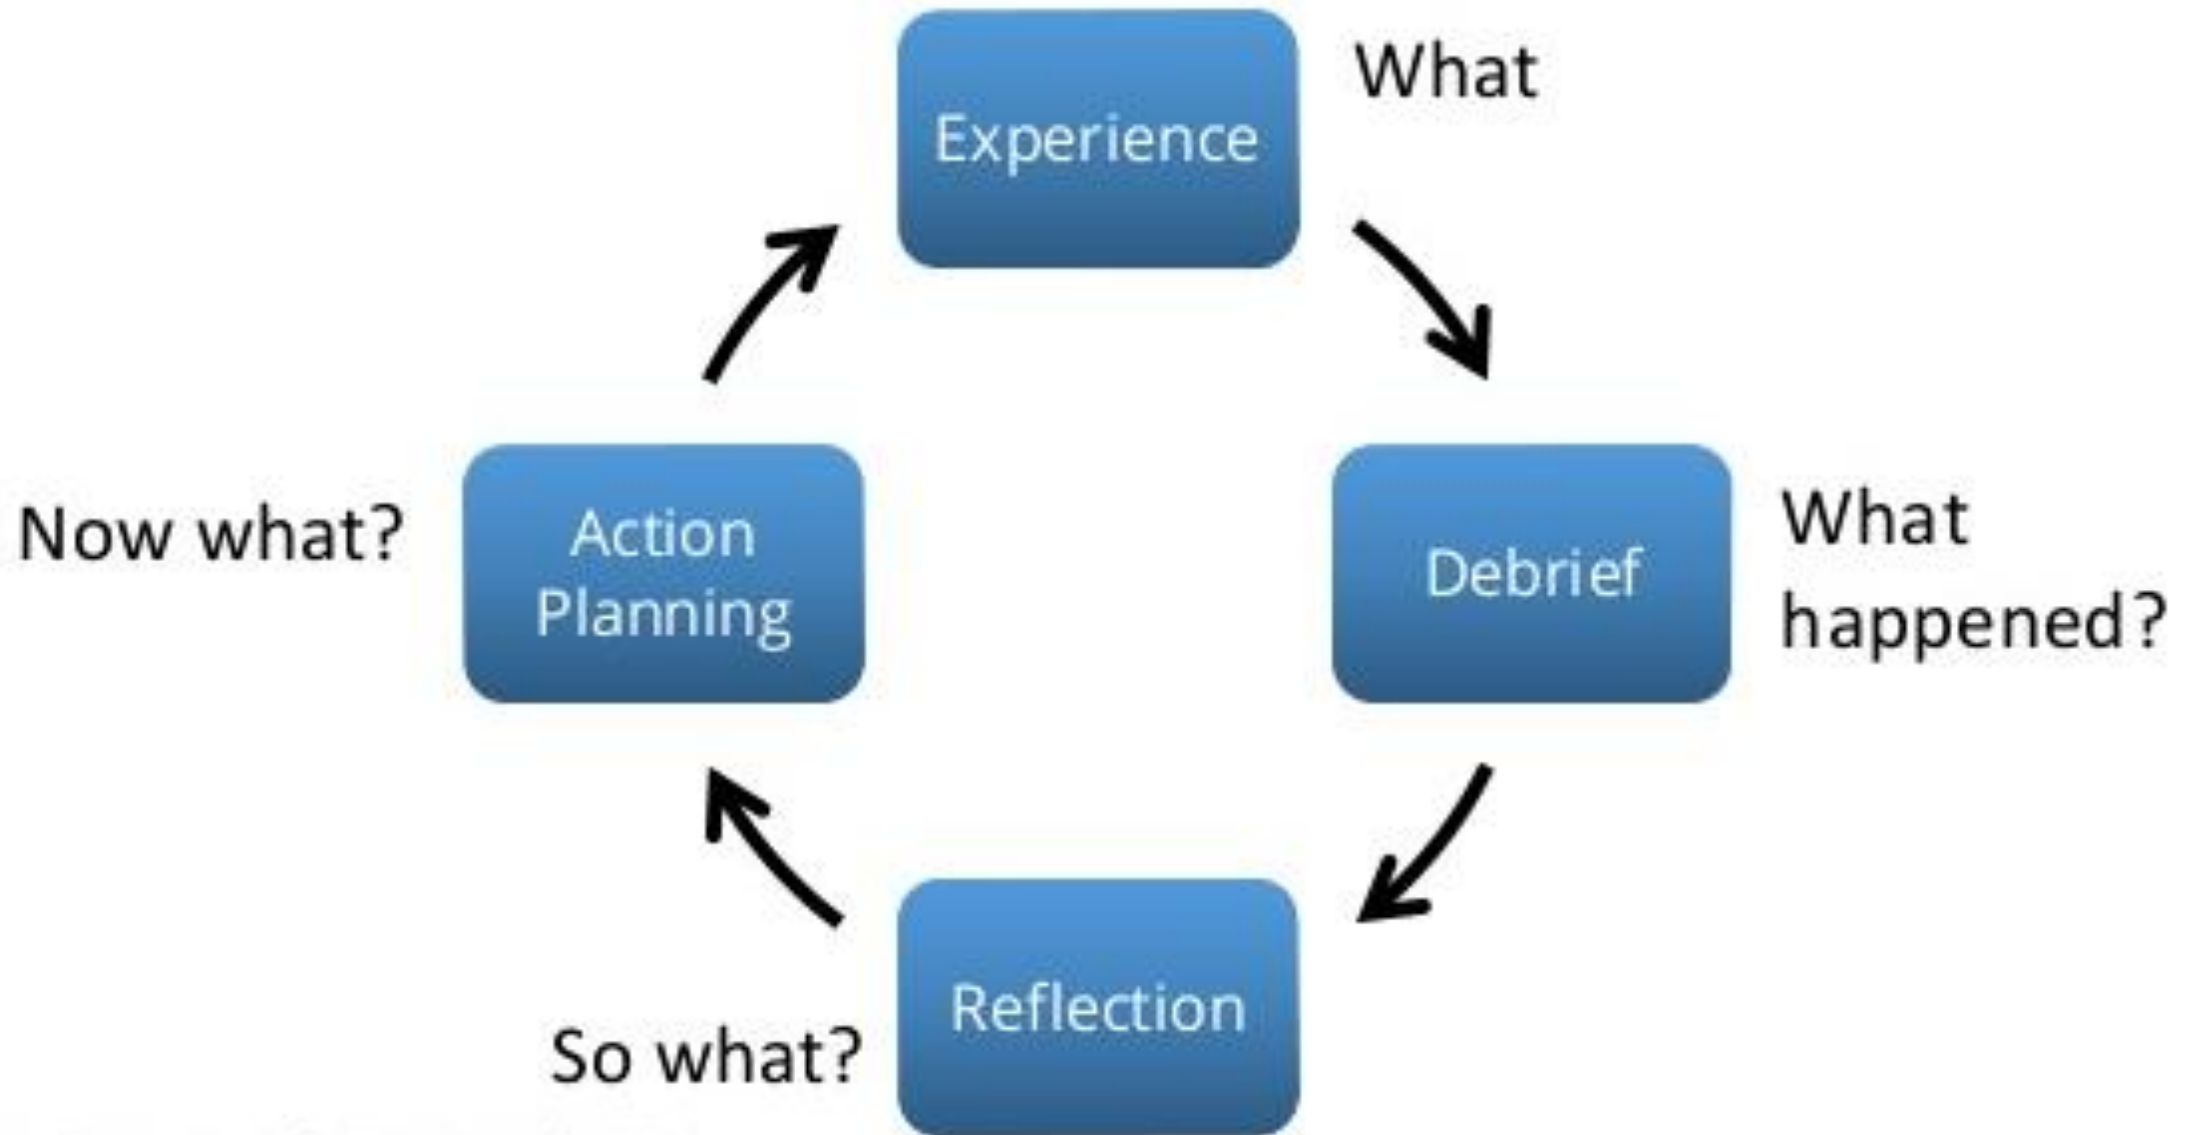 Experience
What
Debrief
What
happened?
Reflection
So what?
Action
Planning
Now what?